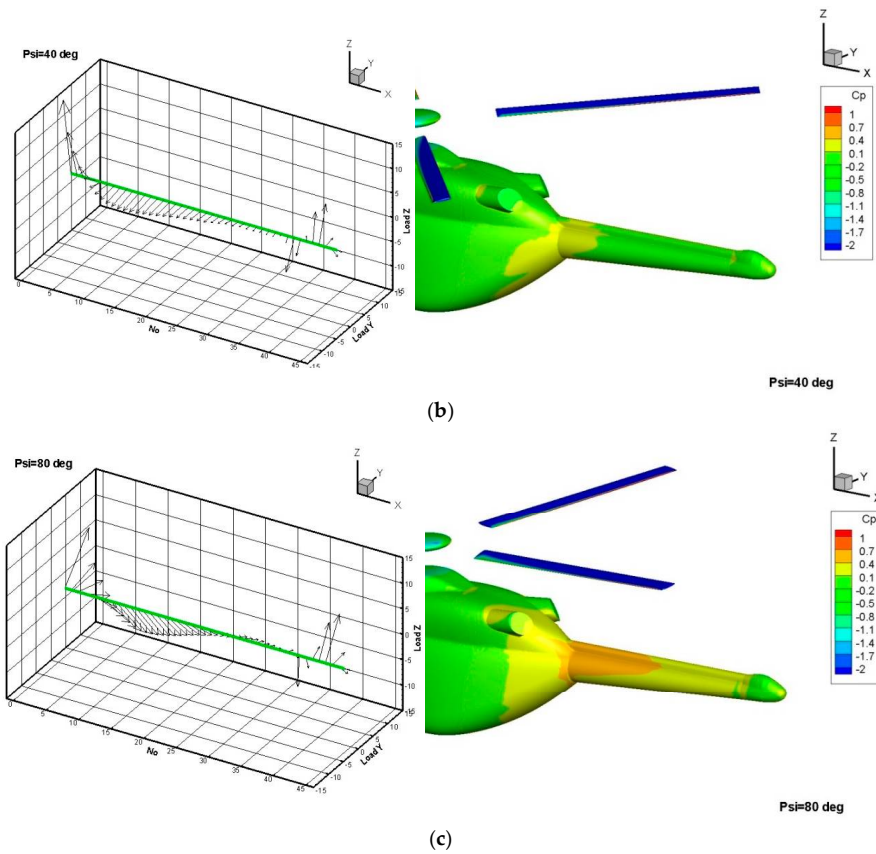 Psi=40 deg
Z
Y
X
15
10
5
0
-5
-10
-15
Load Z
0
5
10
15
20
25
30
35
40
45
No
-15
-10
-5
0
5
10
Load Y
Z
Y
X
Cp
1
0.7
0.4
0.1
-0.2
-0.5
-0.8
-1.1
-1.4
-1.7
-2
Psi=40 deg
(b)
Psi=80 deg
Z
Y
X
15
10
5
0
-5
-10
-15
Load Z
0
5
10
15
20
25
30
35
40
45
No
-15
-10
-5
0
5
10
Load Y
Z
Y
X
Cp
1
0.7
0.4
0.1
-0.2
-0.5
-0.8
-1.1
-1.4
-1.7
-2
Psi=80 deg
(c)